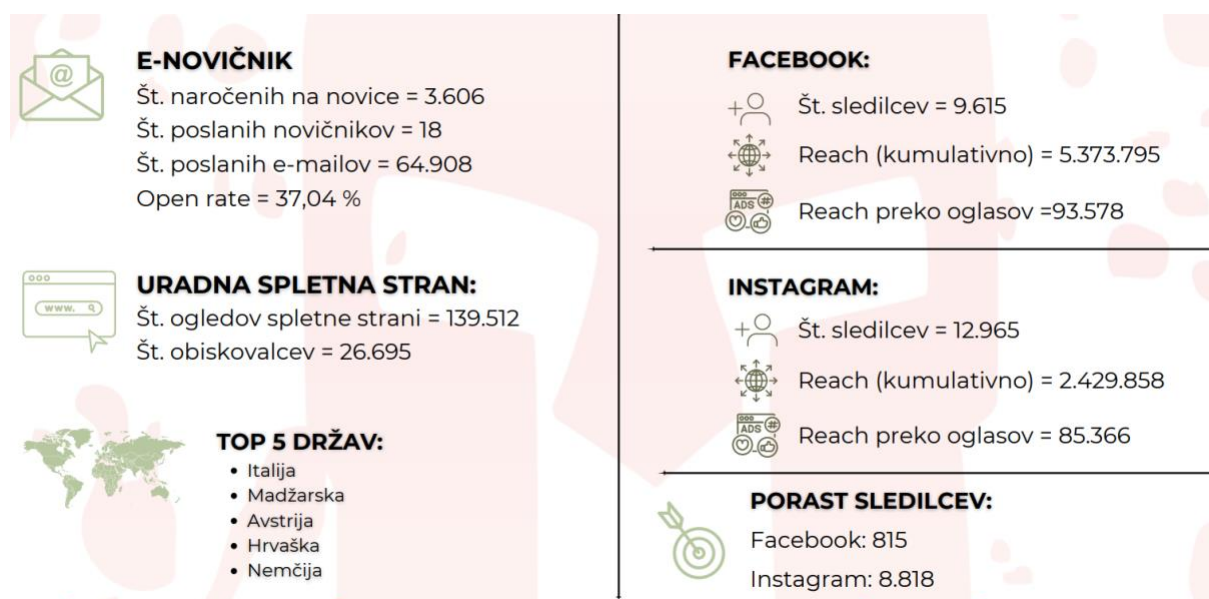 @
E-NOVIČNIK
Št. naročenih na novice = 3.606
Št. poslanih novičnikov = 18
Št. poslanih e-mailov = 64.908
Open rate = 37,04 %
www.
URADNA SPLETNA STRAN:
Št. ogledov spletne strani = 139.512
Št. obiskovalcev = 26.695
TOP 5 DRŽAV:
• Italija
• Madžarska
• Avstrija
• Hrvaška
• Nemčija
FACEBOOK:
Št. sledilcev = 9.615
Reach (kumulativno) = 5.373.795
ADS #
Reach preko oglasov =93.578
INSTAGRAM:
Št. sledilcev = 12.965
Reach (kumulativno) = 2.429.858
ADS #
Reach preko oglasov = 85.366
PORAST SLEDILCEV:
Facebook: 815
Instagram: 8.818